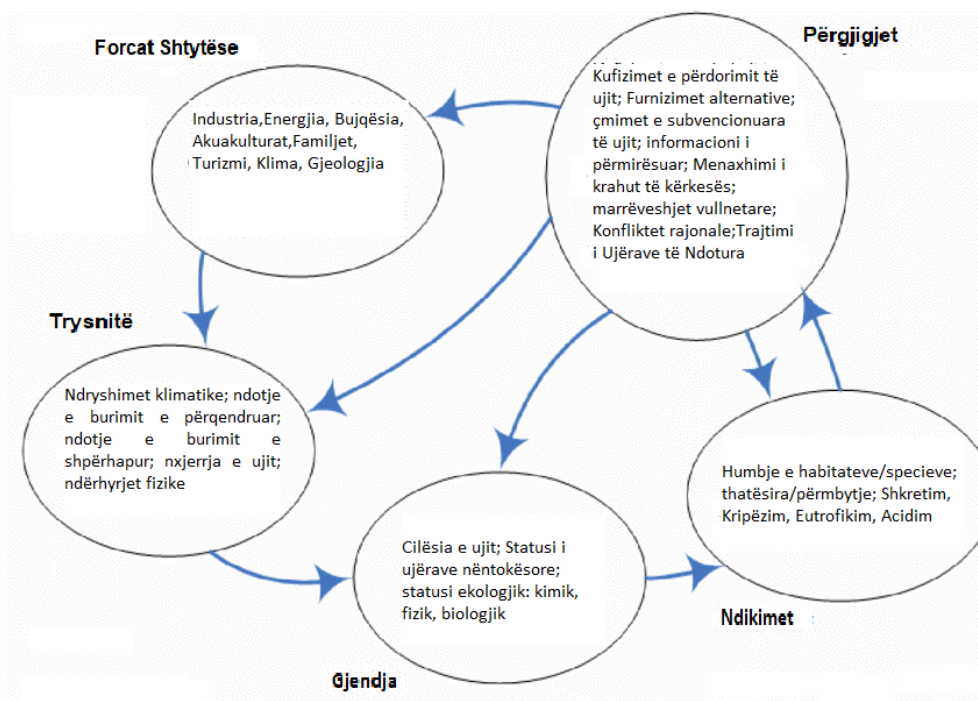 Forcat Shtytëse
Industria,Energjia, Bujqësia,
Akuakulturat,Familjet,
Turizmi, Klima, Gjeologjia
Përgjigjet
Kufizimet e përdorimit të
ujit; Furnizimet alternative;
çmimet e subvencionuara
të ujit; informacioni i
përmirësuar; Menaxhimi i
krahut të kërkesës;
marrëveshjet vullnetare;
Konfliktet rajonale;Trajtimi
i Ujërave të Ndotura
Trysnitë
Ndryshimet klimatike; ndotje
e burimit e përqendruar;
ndotje e burimit e
shpërhapur; nxjerrja e ujit;
ndërhyrjet fizike
Cilësia e ujit; Statusi i
ujërave nëntokësore;
statusi ekologjik: kimik,
fizik, biologjik
Gjendja
Humbje e habitateve/specieve;
thatësira/përmbytje; Shkretim,
Kripëzim, Eutrofikim, Acidim
Ndikimet :